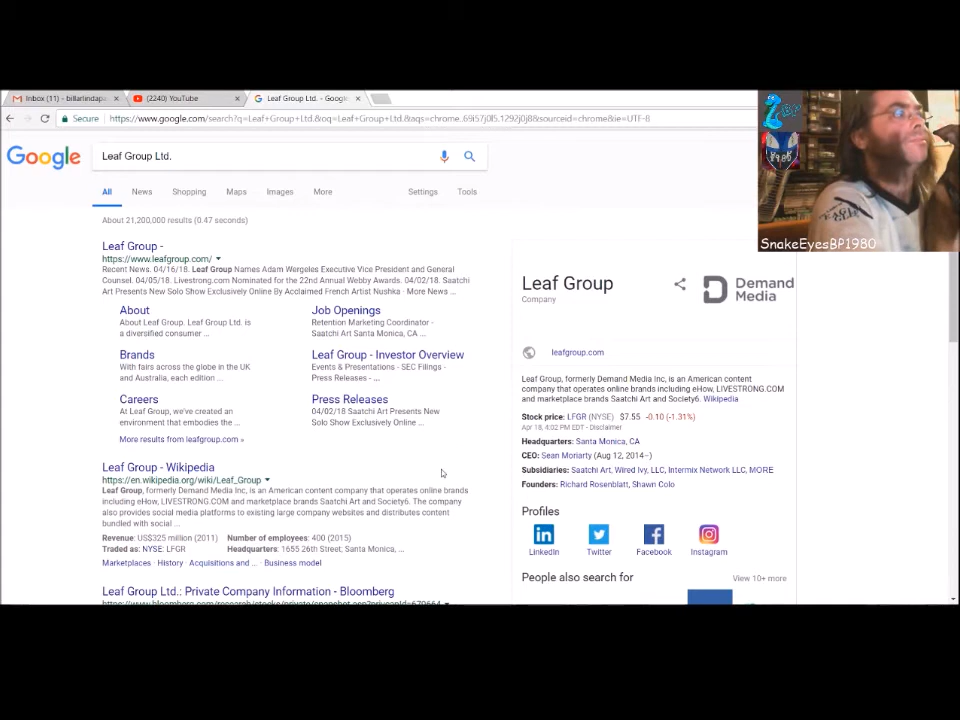 Inbox (11) - billarlindapa
(2240) YouTube
Leaf Group Ltd. - Googl
Secure
https://www.google.com/search?q=Leaf+Group+Ltd.&oq=Leaf+Group+Ltd.&aqs=chrome..69i57j0l5.1292j0j8&sourceid=chrome&ie=UTF-8
Google
Leaf Group Ltd.
All News Shopping Maps Images More Settings Tools
About 21,200,000 results (0.47 seconds)
Leaf Group -
https://www.leafgroup.com/
Recent News. 04/16/18. Leaf Group Names Adam Wergeles Executive Vice President and General
Counsel. 04/05/18. Livestrong.com Nominated for the 22nd Annual Webby Awards. 04/02/18. Saatchi
Art Presents New Solo Show Exclusively Online By Acclaimed French Artist Nushka · More News ...
About
About Leaf Group. Leaf Group Ltd. is
a diversified consumer ...
Job Openings
Retention Marketing Coordinator -
Saatchi Art Santa Monica, CA ...
Brands
With fairs across the globe in the UK
and Australia, each edition ...
Leaf Group - Investor Overview
Events & Presentations - SEC Filings -
Press Releases - ...
Careers
At Leaf Group, we've created an
environment that embodies the ...
Press Releases
04/02/18 Saatchi Art Presents New
Solo Show Exclusively Online ...
More results from leafgroup.com »
Leaf Group - Wikipedia
https://en.wikipedia.org/wiki/Leaf_Group
Leaf Group, formerly Demand Media Inc, is an American content company that operates online brands
including eHow, LIVESTRONG.COM and marketplace brands Saatchi Art and Society6. The company
also provides social media platforms to existing large company websites and distributes content
bundled with social ...
Revenue: US$325 million (2011) Number of employees: 400 (2015)
Traded as: NYSE: LFGR Headquarters: 1655 26th Street, Santa Monica, ...
Marketplaces · History · Acquisitions and ... · Business model
Leaf Group Ltd.: Private Company Information - Bloomberg
Leaf Group
Company
Demand
Media
leafgroup.com
Leaf Group, formerly Demand Media Inc, is an American content
company that operates online brands including eHow, LIVESTRONG.COM
and marketplace brands Saatchi Art and Society6. Wikipedia
Stock price: LFGR (NYSE) $7.55 -0.10 (-1.31%)
Apr 18, 4:02 PM EDT - Disclaimer
Headquarters: Santa Monica, CA
CEO: Sean Moriarty (Aug 12, 2014–)
Subsidiaries: Saatchi Art, Wired Ivy, LLC, Intermix Network LLC, MORE
Founders: Richard Rosenblatt, Shawn Colo
Profiles
LinkedIn Twitter Facebook Instagram
People also search for View 10+ more
SnakeEyesBP1980